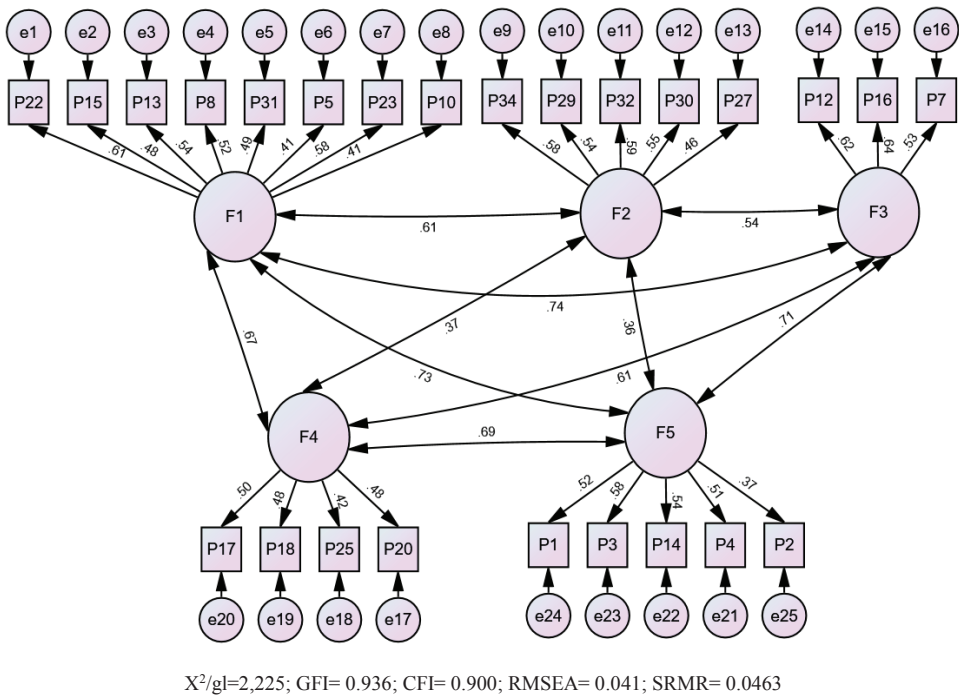 e1 e2 e3 e4 e5 e6 e7 e8 e9 e10 e11 e12 e13 e14 e15 e16
P22 P15 P13 P8 P31 P5 P23 P10 P34 P29 P32 P30 P27 P12 P16 P7
.61 .48 .54 .52 .49 .41 .58 .41 .58 .54 .59 .55 .46 .62 .64 .53
F1 F2 F3
.61 .54
.74
.67 .37 .36 .71
.73 .61
F4 F5
.69
.50 .48 .42 .48 .52 .58 .54 .51 .37
P17 P18 P25 P20 P1 P3 P14 P4 P2
e20 e19 e18 e17 e24 e23 e22 e21 e25
X²/gl=2,225; GFI= 0.936; CFI= 0.900; RMSEA= 0.041; SRMR= 0.0463